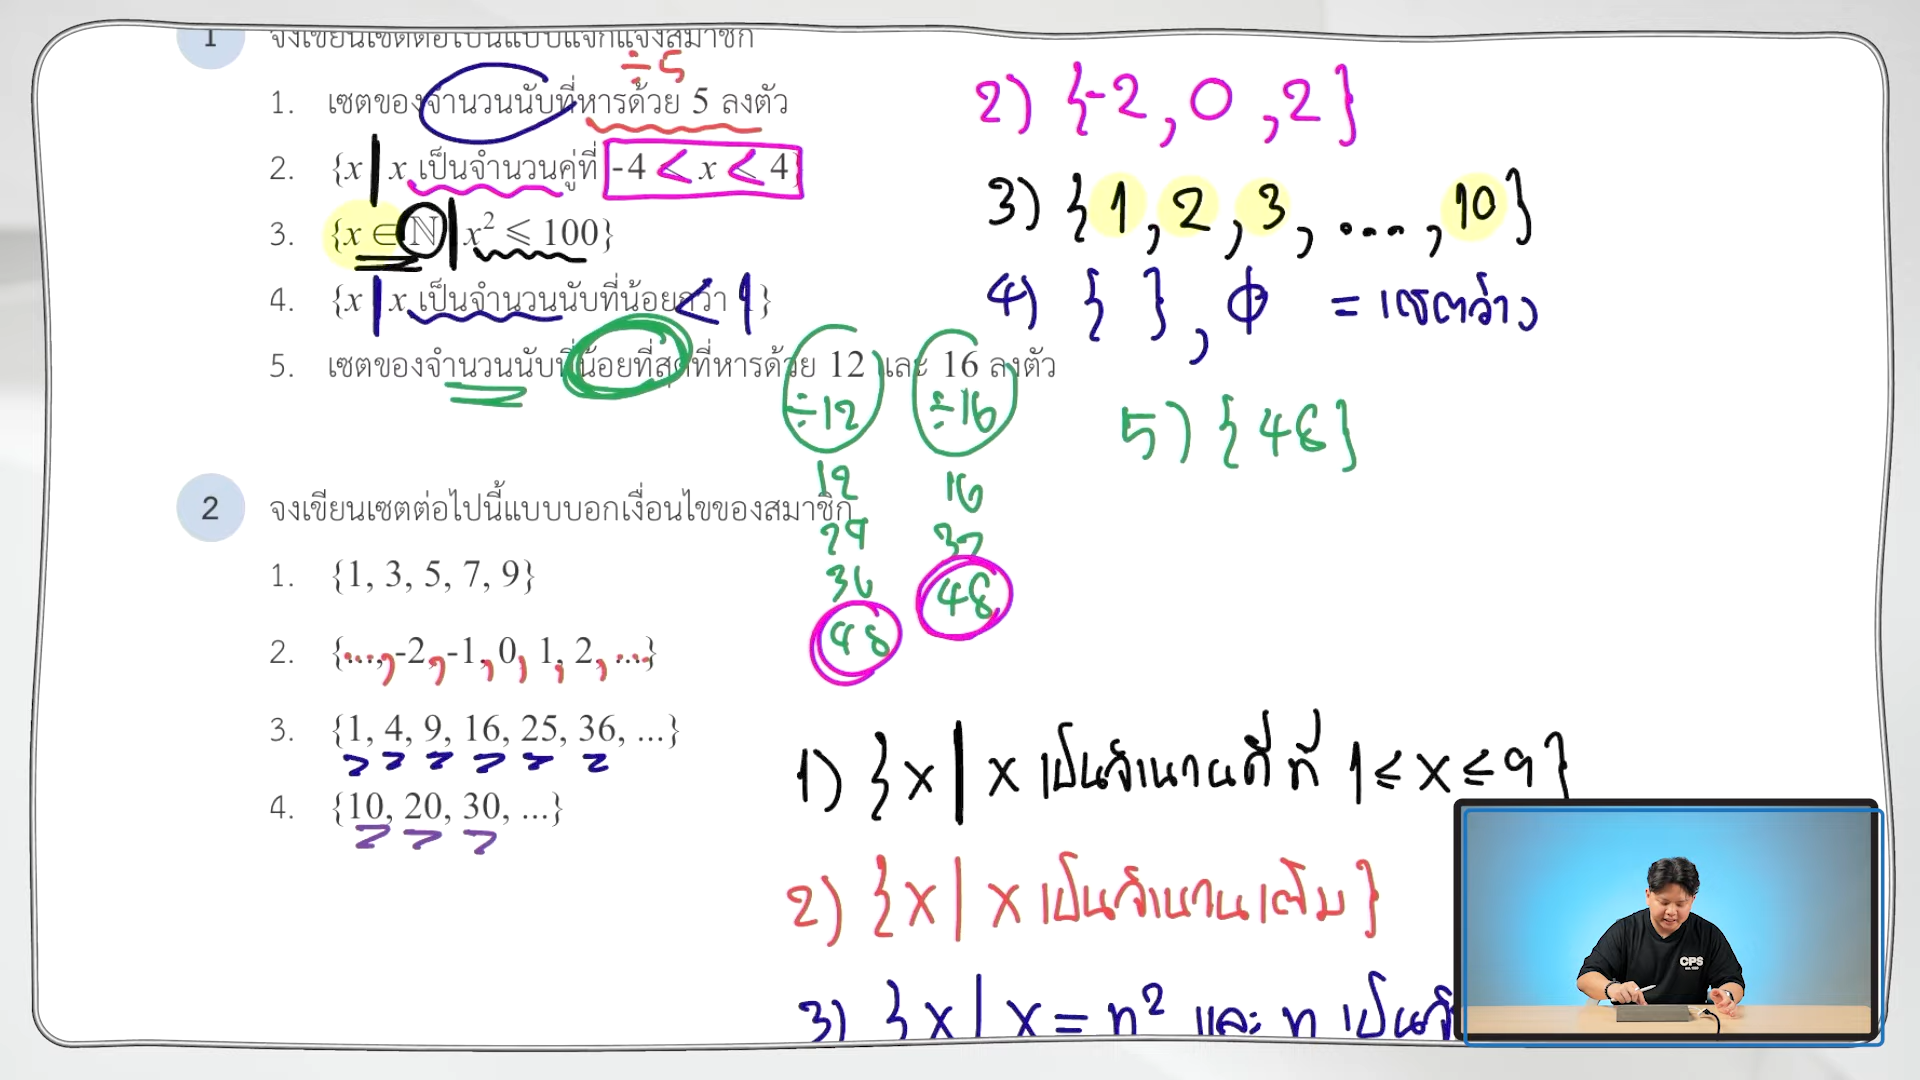 1 จงเขียนเซตต่อไปนี้แบบแจกแจงสมาชิก
÷5
1. เซตของจำนวนนับที่หารด้วย 5 ลงตัว
2. {x | x เป็นจำนวนคู่ที่ -4 < x < 4}
3. {x ∈ ℕ | x² ⩽ 100}
4. {x | x เป็นจำนวนนับที่น้อยกว่า 1}
<
5. เซตของจำนวนนับที่น้อยที่สุดที่หารด้วย 12 และ 16 ลงตัว
÷12 ÷16
12 16
24 32
36 48
48
2) {-2, 0, 2}
3) {1, 2, 3, ...., 10}
4) { }, ϕ = เซตว่าง
5) {48}
2 จงเขียนเซตต่อไปนี้แบบบอกเงื่อนไขของสมาชิก
1. {1, 3, 5, 7, 9}
2. {..., -2, -1, 0, 1, 2, ...}
3. {1, 4, 9, 16, 25, 36, ...}
4. {10, 20, 30, ...}
1) {x | x เป็นจำนวนคี่ ที่ 1 ≤ x ≤ 9}
2) {x | x เป็นจำนวนเต็ม}
3) {x | x = n² และ n เป็นจ
CPS